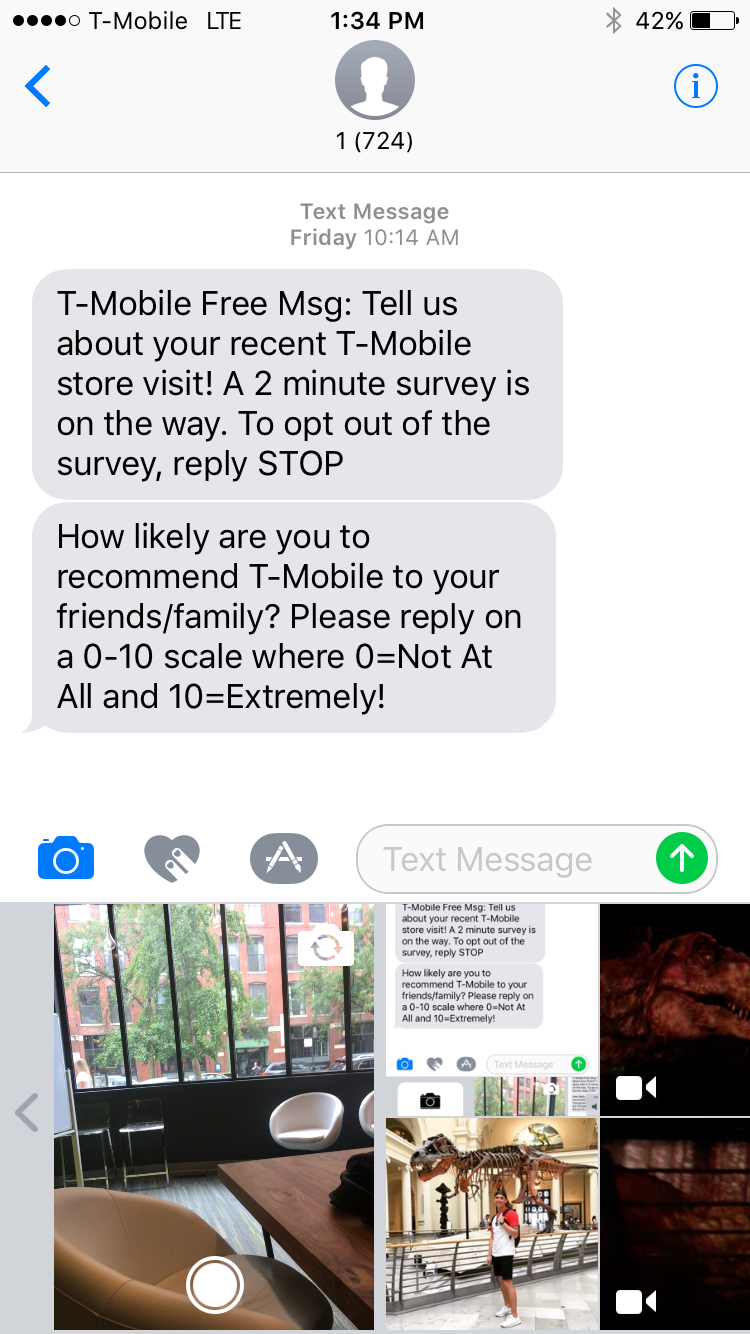 T-Mobile LTE 1:34 PM 42%
1 (724)
Text Message
Friday 10:14 AM
T-Mobile Free Msg: Tell us
about your recent T-Mobile
store visit! A 2 minute survey is
on the way. To opt out of the
survey, reply STOP
How likely are you to
recommend T-Mobile to your
friends/family? Please reply on
a 0-10 scale where 0=Not At
All and 10=Extremely!
Text Message
T-Mobile Free Msg: Tell us
about your recent T-Mobile
store visit! A 2 minute survey is
on the way. To opt out of the
survey, reply STOP
How likely are you to
recommend T-Mobile to your
friends/family? Please reply on
a 0-10 scale where 0=Not At
All and 10=Extremely!
Text Message